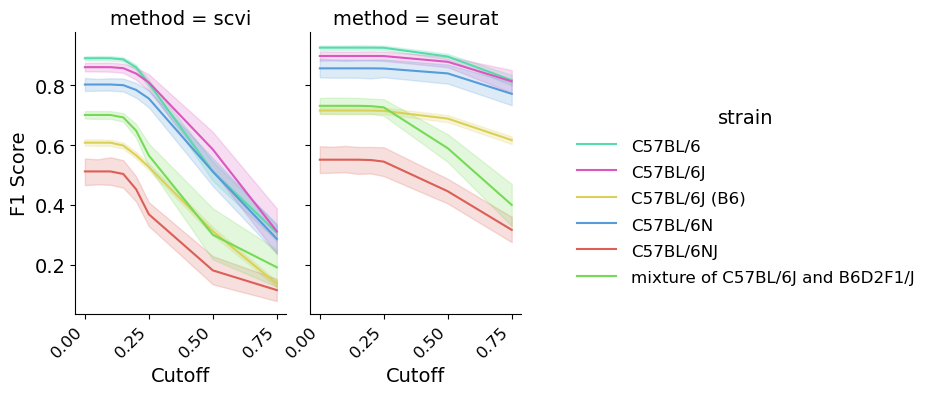 method = scvi
method = seurat
F1 Score
0.8
0.6
0.4
0.2
0.00
0.25
0.50
0.75
Cutoff
0.00
0.25
0.50
0.75
Cutoff
strain
C57BL/6
C57BL/6J
C57BL/6J (B6)
C57BL/6N
C57BL/6NJ
mixture of C57BL/6J and B6D2F1/J